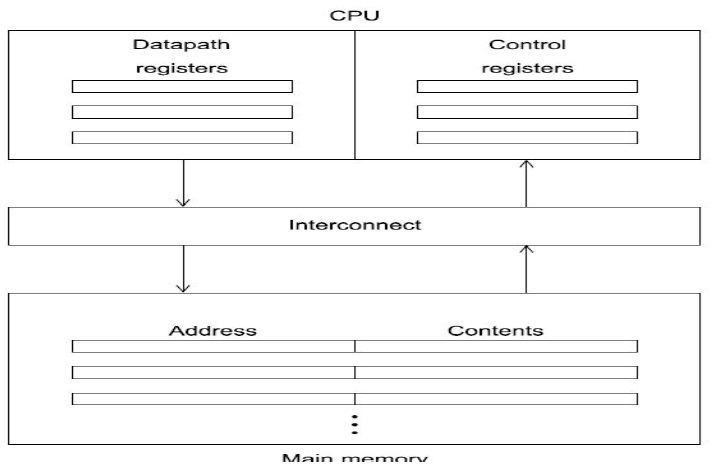 CPU
Datapath
registers
Control
registers
Interconnect
Address Contents
Main memory